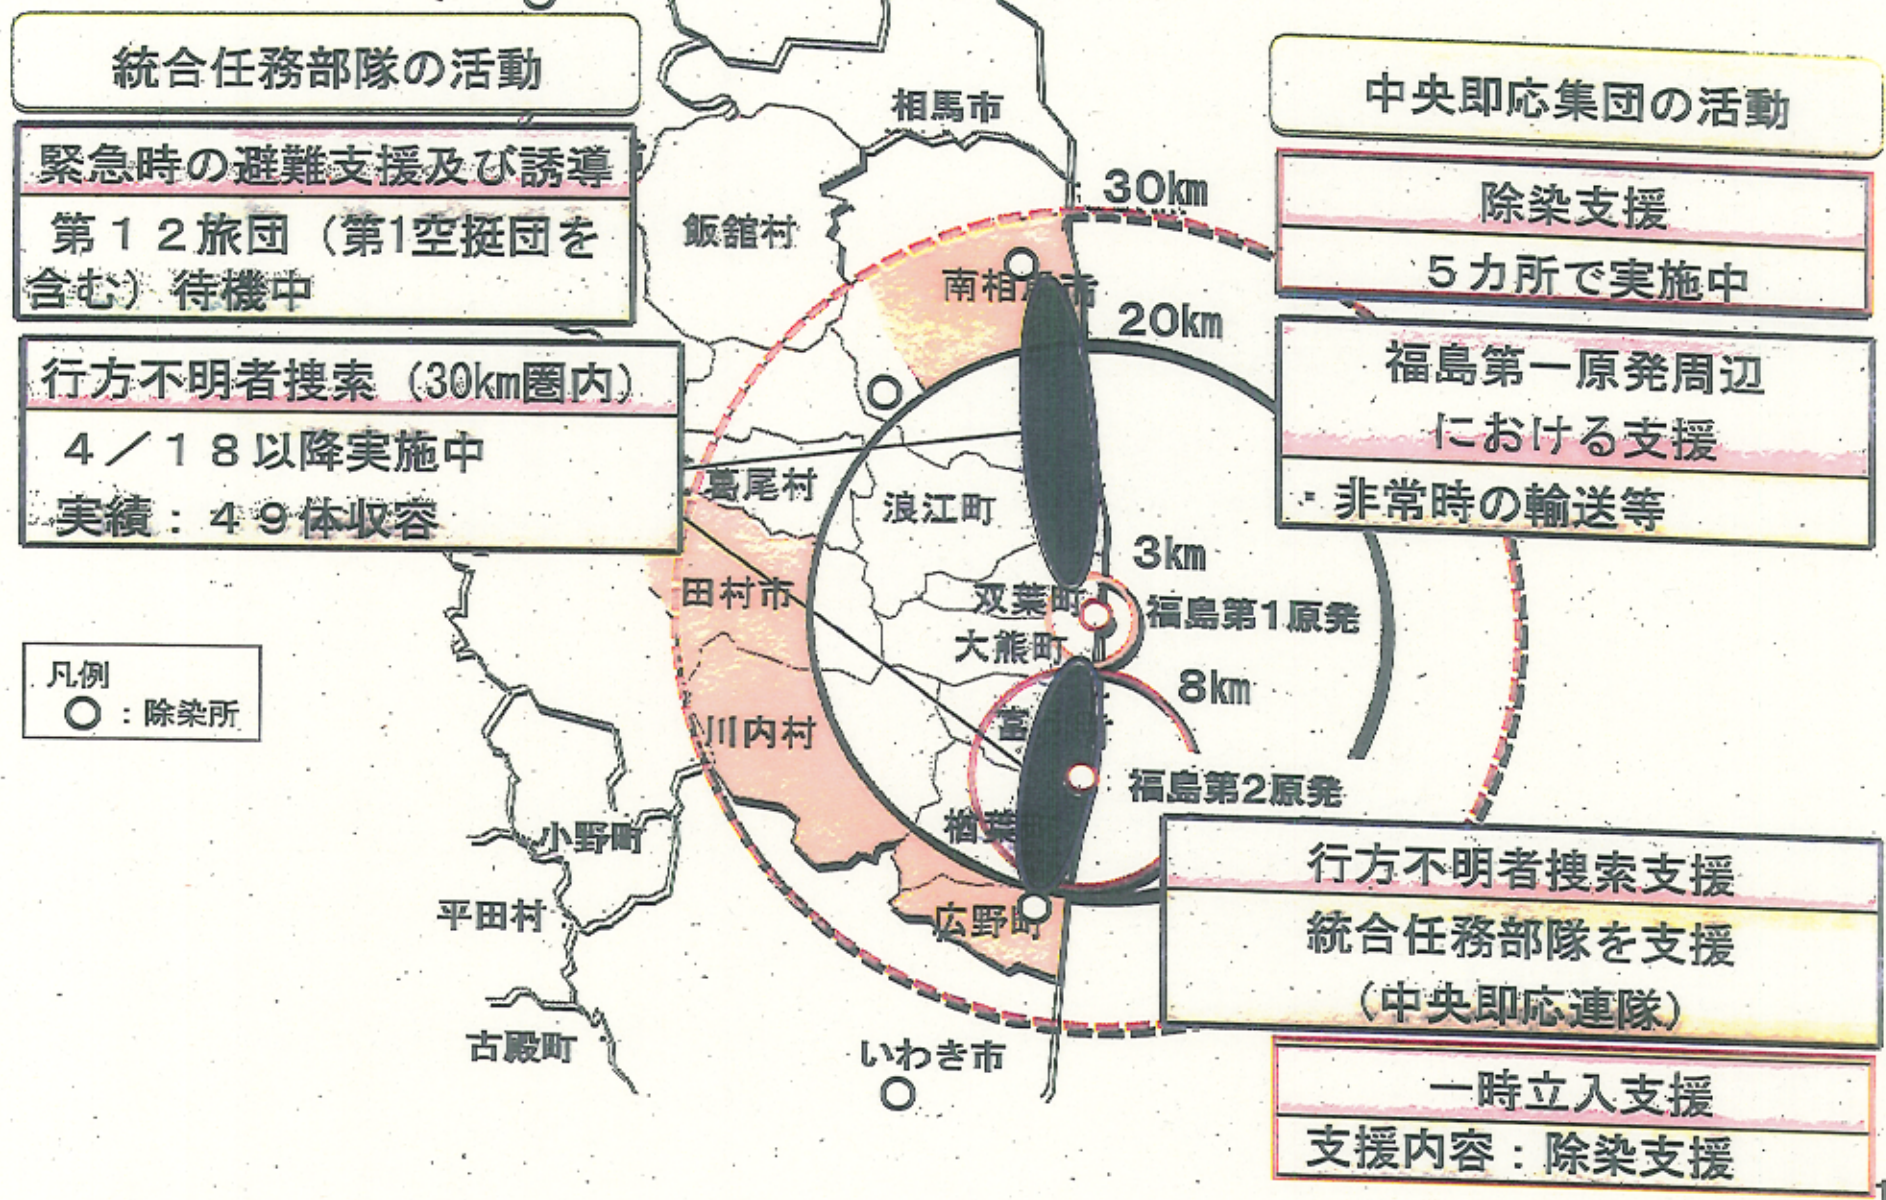 統合任務部隊の活動
緊急時の避難支援及び誘導
第１２旅団（第1空挺団を
含む）待機中
行方不明者捜索（30km圏内）
４／１８以降実施中
実績：４９体収容
凡例
○：除染所
相馬市
飯舘村
30km
南相馬市
20km
葛尾村
浪江町
3km
田村市
双葉町
福島第1原発
大熊町
8km
川内村
福島第2原発
小野町
平田村
広野町
古殿町
いわき市
中央即応集団の活動
除染支援
５カ所で実施中
福島第一原発周辺
における支援
・非常時の輸送等
行方不明者捜索支援
統合任務部隊を支援
（中央即応連隊）
一時立入支援
支援内容：除染支援